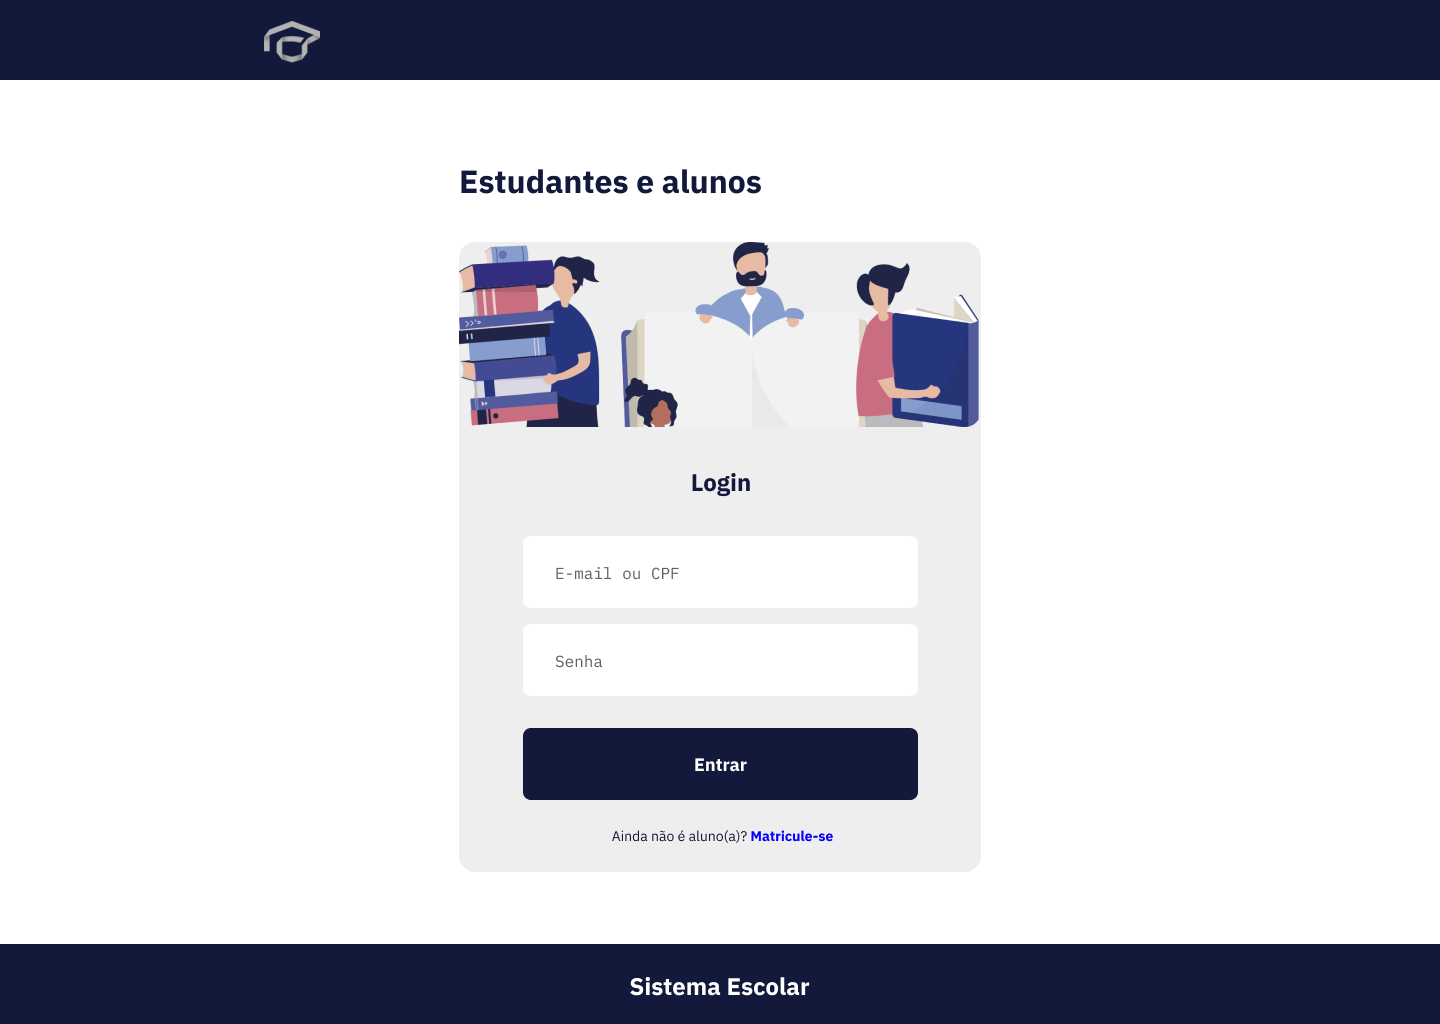 Estudantes e alunos
Login
E-mail ou CPF
Senha
Entrar
Ainda não é aluno(a)? Matricule-se
Sistema Escolar